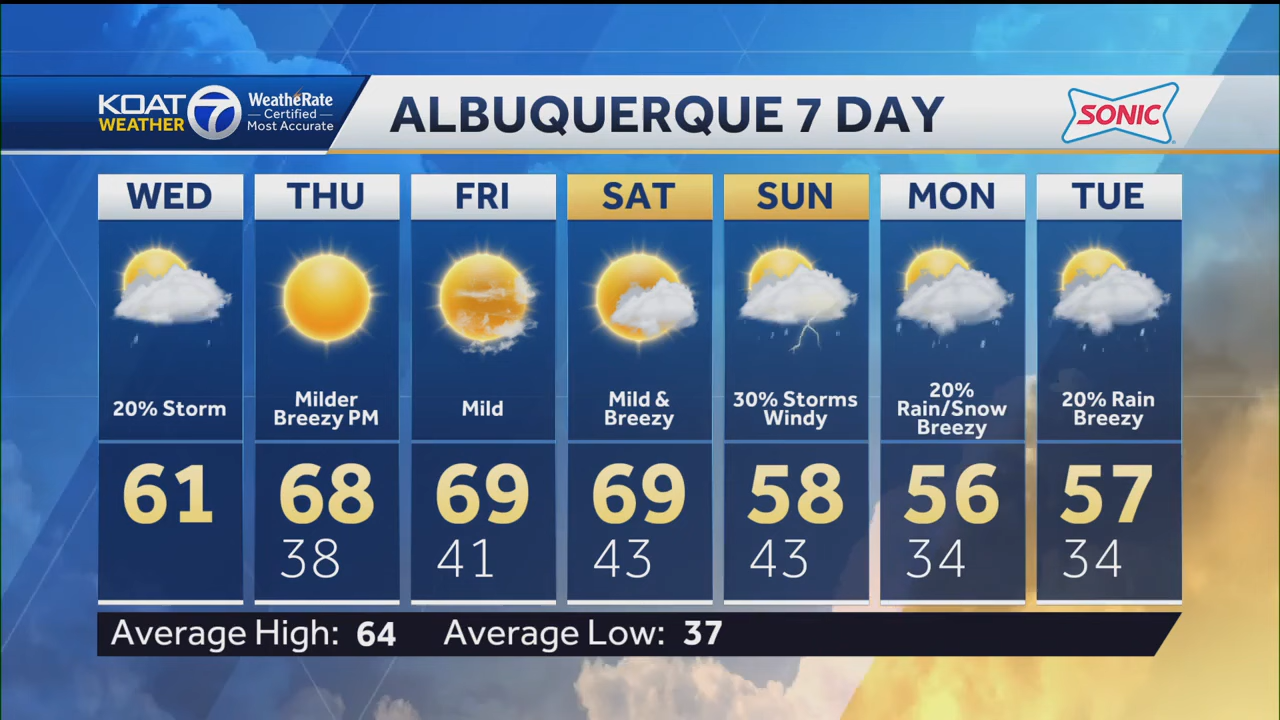 KOAT
WEATHER
7
WeatheRate
Certified
Most Accurate
ALBUQUERQUE 7 DAY
SONIC
WED
THU
FRI
SAT
SUN
MON
TUE
20% Storm
Milder
Breezy PM
Mild
Mild &
Breezy
30% Storms
Windy
20%
Rain/Snow
Breezy
20% Rain
Breezy
61
68
69
69
58
56
57
38
41
43
43
34
34
Average High: 64
Average Low: 37